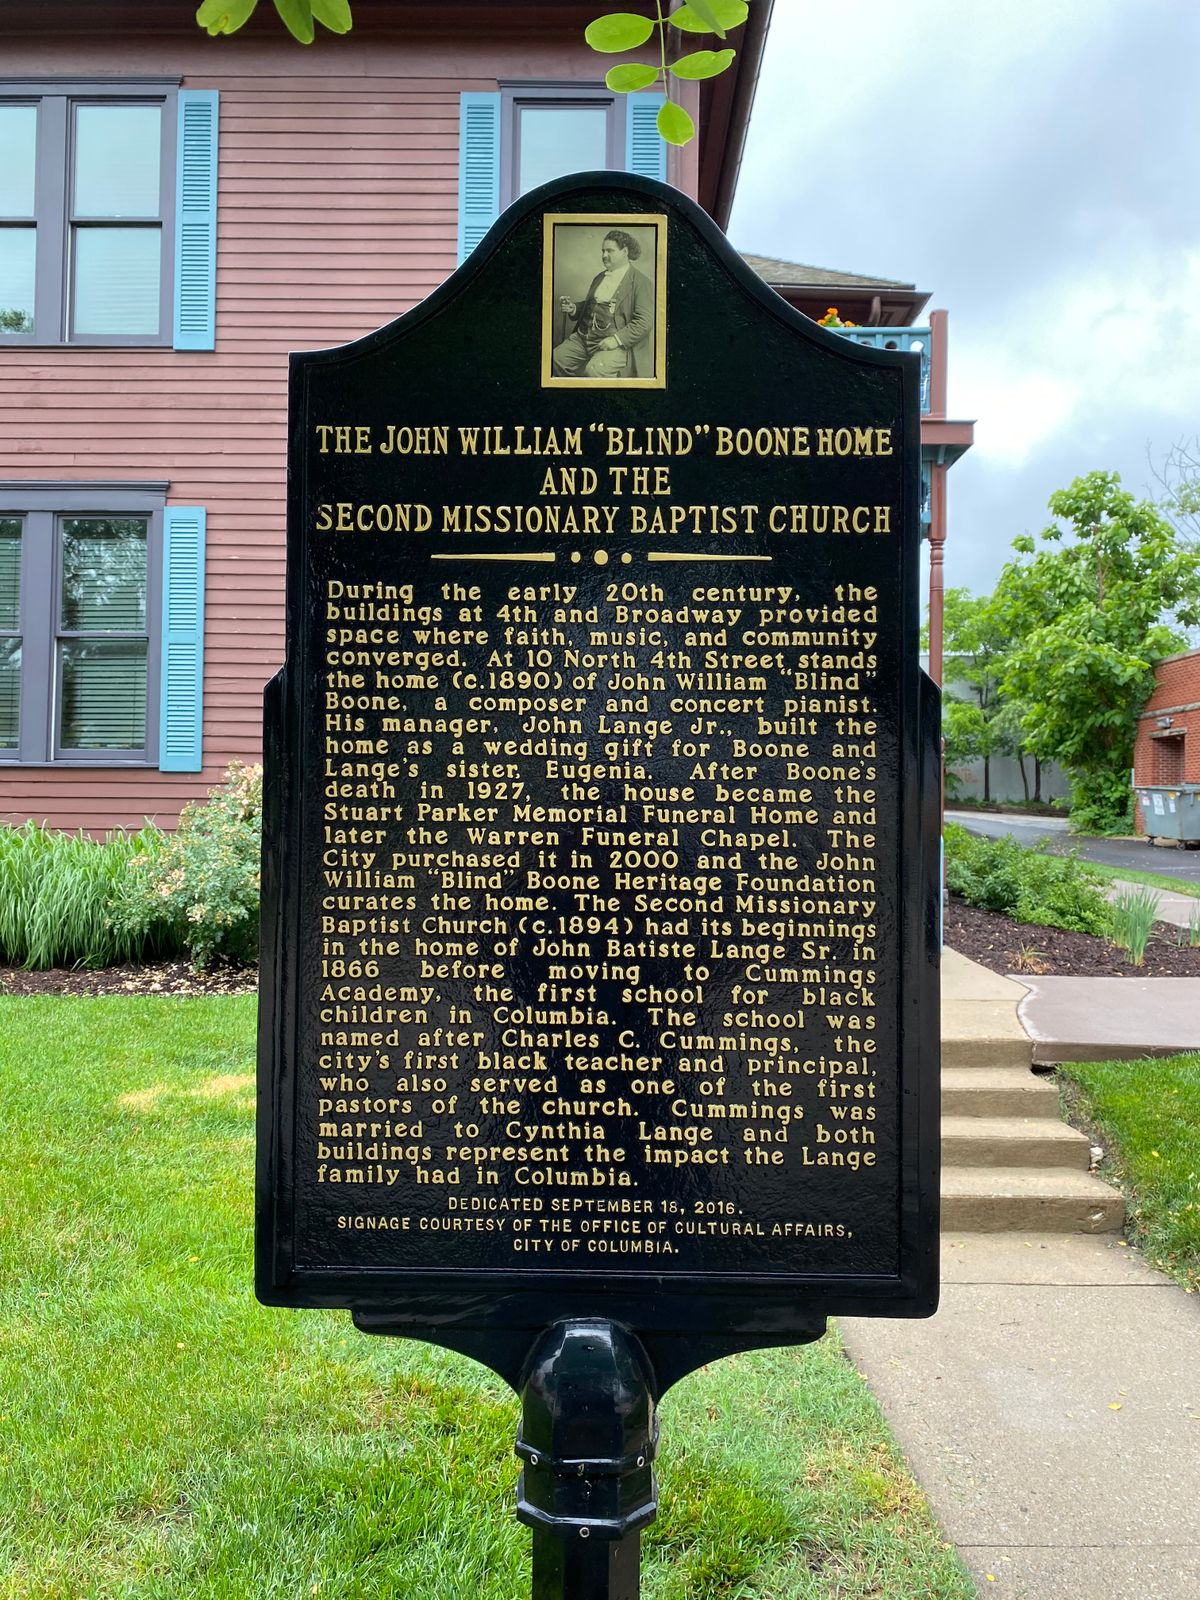 THE JOHN WILLIAM “BLIND” BOONE HOME
AND THE
SECOND MISSIONARY BAPTIST CHURCH
During the early 20th century, the
buildings at 4th and Broadway provided
space where faith, music, and community
converged. At 10 North 4th Street stands
the home (c.1890) of John William “Blind”
Boone, a composer and concert pianist.
His manager, John Lange Jr., built the
home as a wedding gift for Boone and
Lange’s sister, Eugenia. After Boone’s
death in 1927, the house became the
Stuart Parker Memorial Funeral Home and
later the Warren Funeral Chapel. The
City purchased it in 2000 and the John
William “Blind” Boone Heritage Foundation
curates the home. The Second Missionary
Baptist Church (c.1894) had its beginnings
in the home of John Batiste Lange Sr. in
1866 before moving to Cummings
Academy, the first school for black
children in Columbia. The school was
named after Charles C. Cummings, the
city’s first black teacher and principal,
who also served as one of the first
pastors of the church. Cummings was
married to Cynthia Lange and both
buildings represent the impact the Lange
family had in Columbia.
DEDICATED SEPTEMBER 18, 2016.
SIGNAGE COURTESY OF THE OFFICE OF CULTURAL AFFAIRS,
CITY OF COLUMBIA.